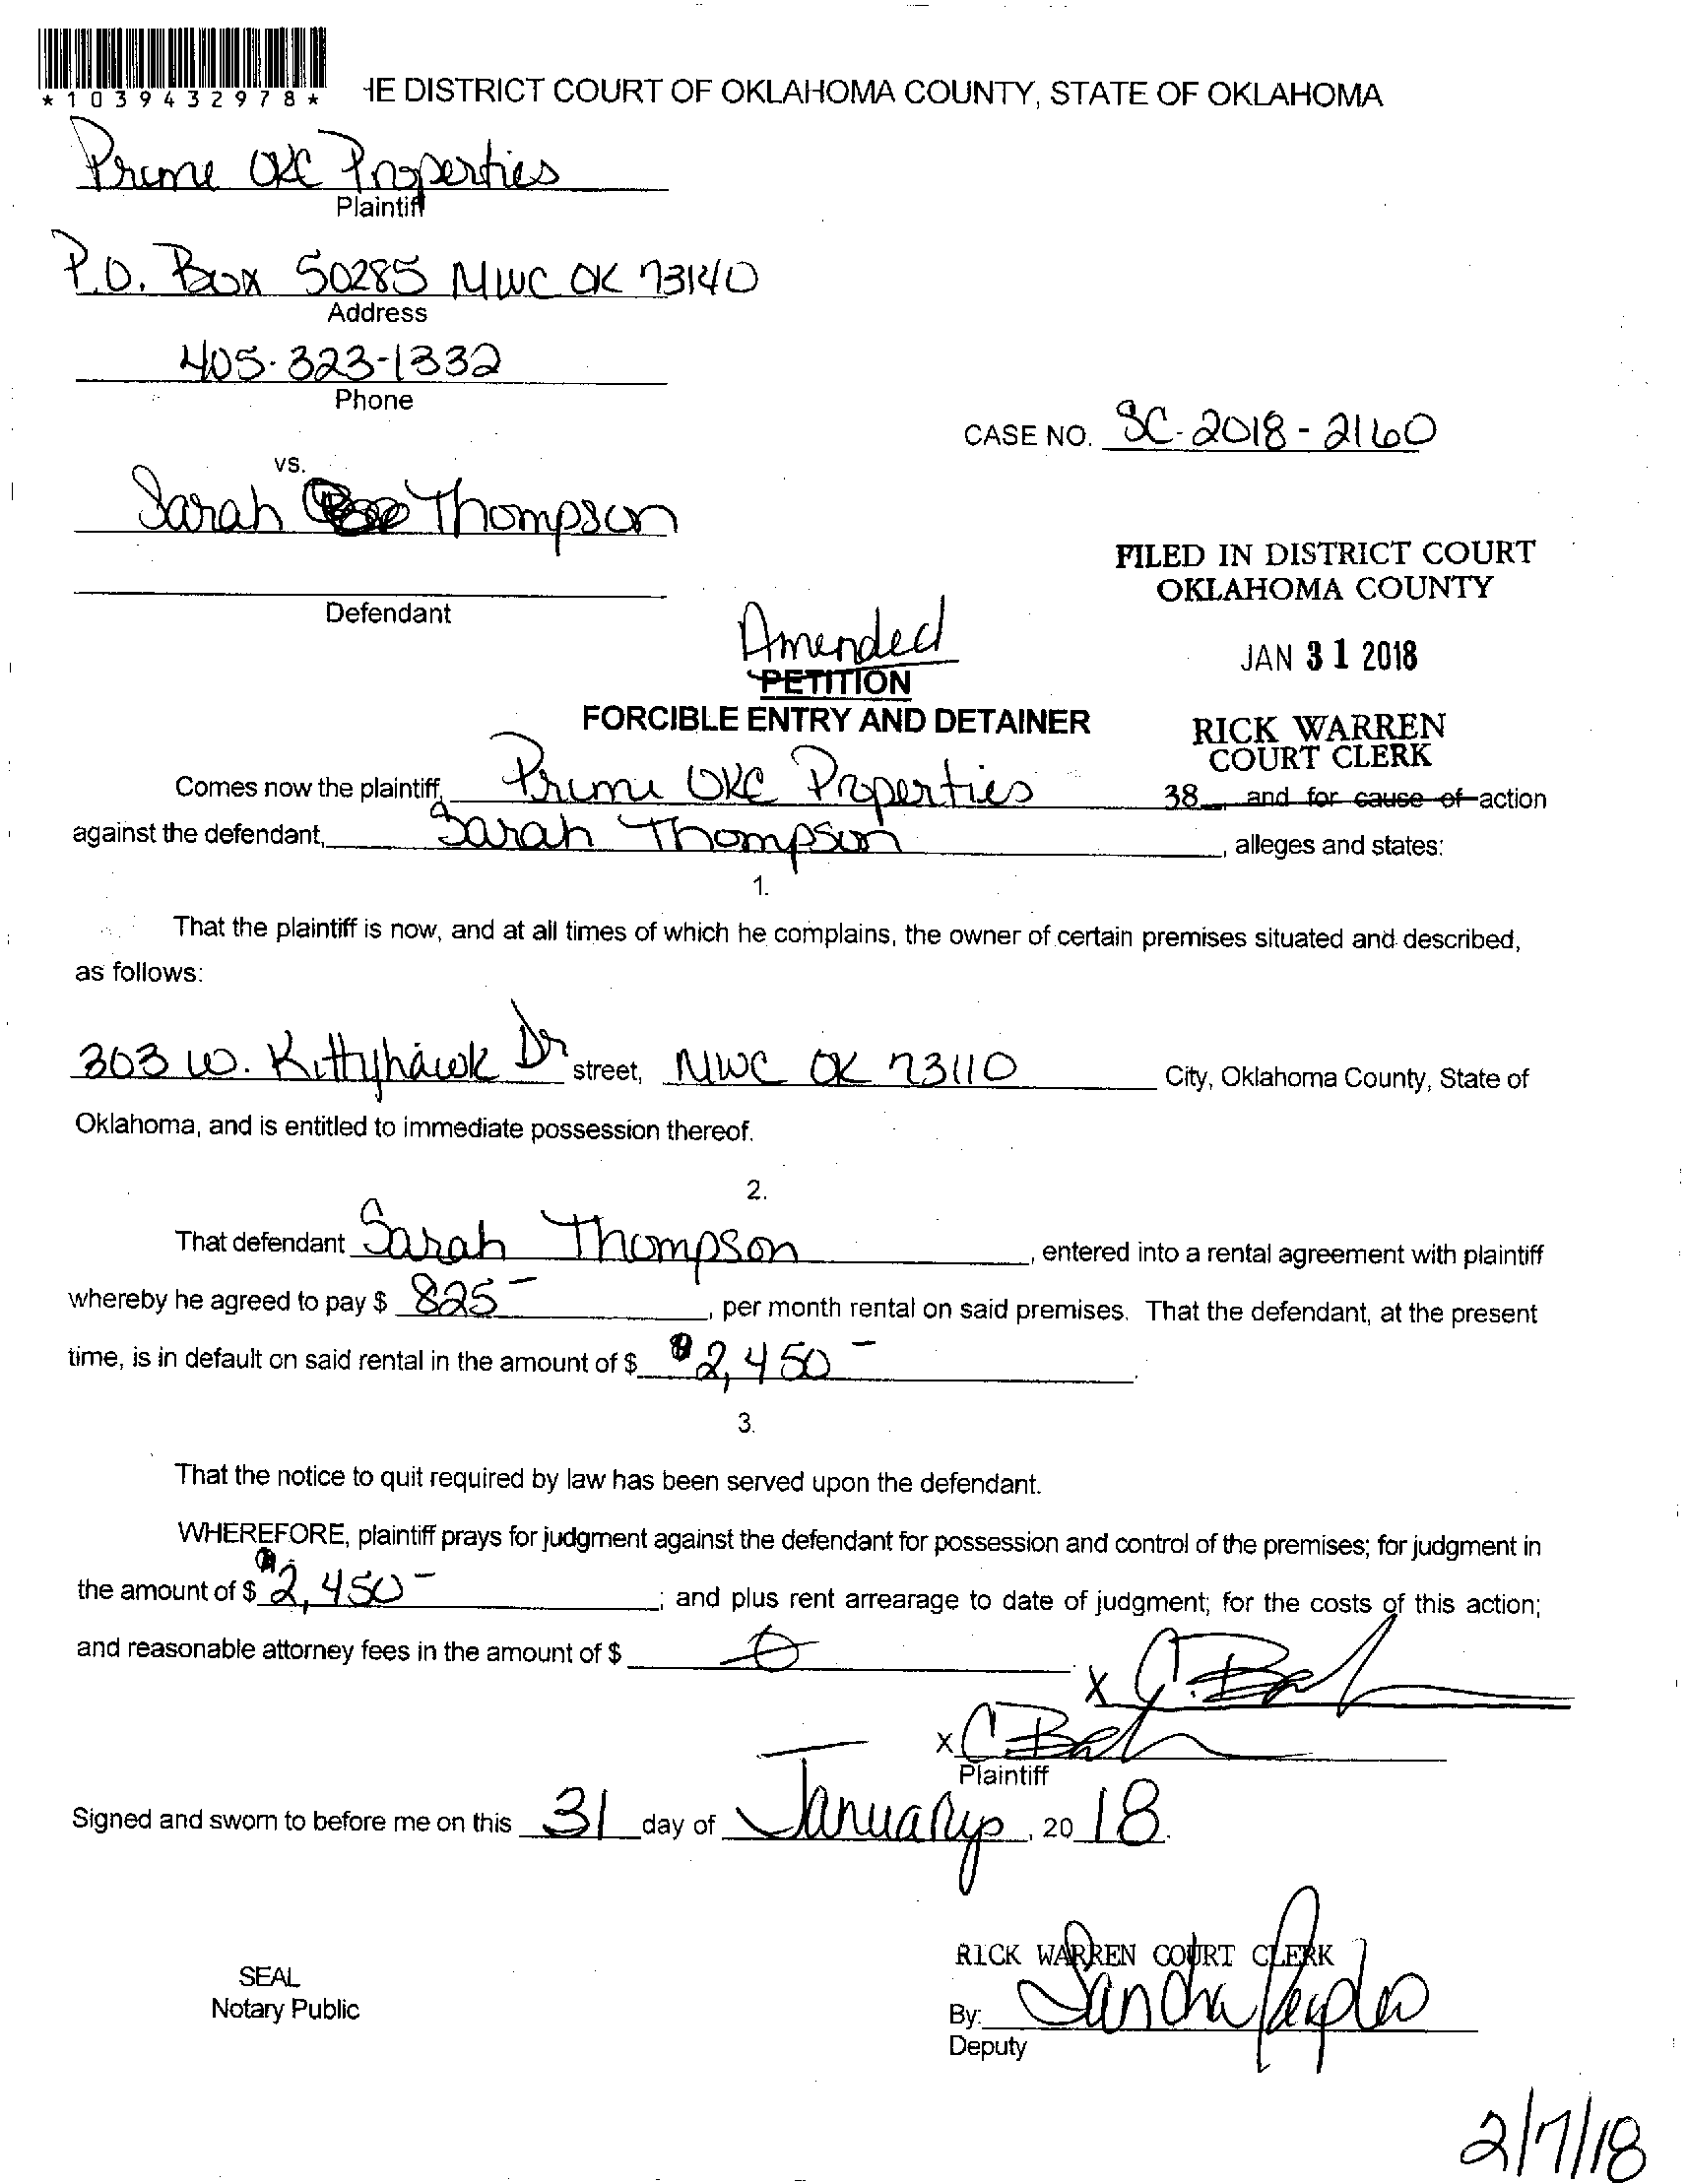 *1039432978*
HE DISTRICT COURT OF OKLAHOMA COUNTY, STATE OF OKLAHOMA
Prime OKC Properties
Plaintiff
P.O. Box 50285 MWC OK 73140
Address
405-323-1332
Phone
CASE NO. SC-2018-2160
vs.
Sarah Thompson
FILED IN DISTRICT COURT
OKLAHOMA COUNTY
Defendant
Amended
JAN 31 2018
PETITION
FORCIBLE ENTRY AND DETAINER
RICK WARREN
COURT CLERK
Comes now the plaintiff, Prime OKC Properties 38 and for cause of action
against the defendant, Sarah Thompson, alleges and states:
1.
That the plaintiff is now, and at all times of which he complains, the owner of certain premises situated and described,
as follows:
303 W. Kittyhawk Dr street, MWC OK 73110 City, Oklahoma County, State of
Oklahoma, and is entitled to immediate possession thereof.
2.
That defendant Sarah Thompson, entered into a rental agreement with plaintiff
whereby he agreed to pay $ 825-, per month rental on said premises. That the defendant, at the present
time, is in default on said rental in the amount of $ $2,450-.
3.
That the notice to quit required by law has been served upon the defendant.
WHEREFORE, plaintiff prays for judgment against the defendant for possession and control of the premises; for judgment in
the amount of $ 2,450-; and plus rent arrearage to date of judgment; for the costs of this action;
and reasonable attorney fees in the amount of $ 0
X
X
Plaintiff
Signed and sworn to before me on this 31 day of January, 20 18.
RICK WARREN COURT CLERK
SEAL
Notary Public
By: Sandra
Deputy
2/7/18